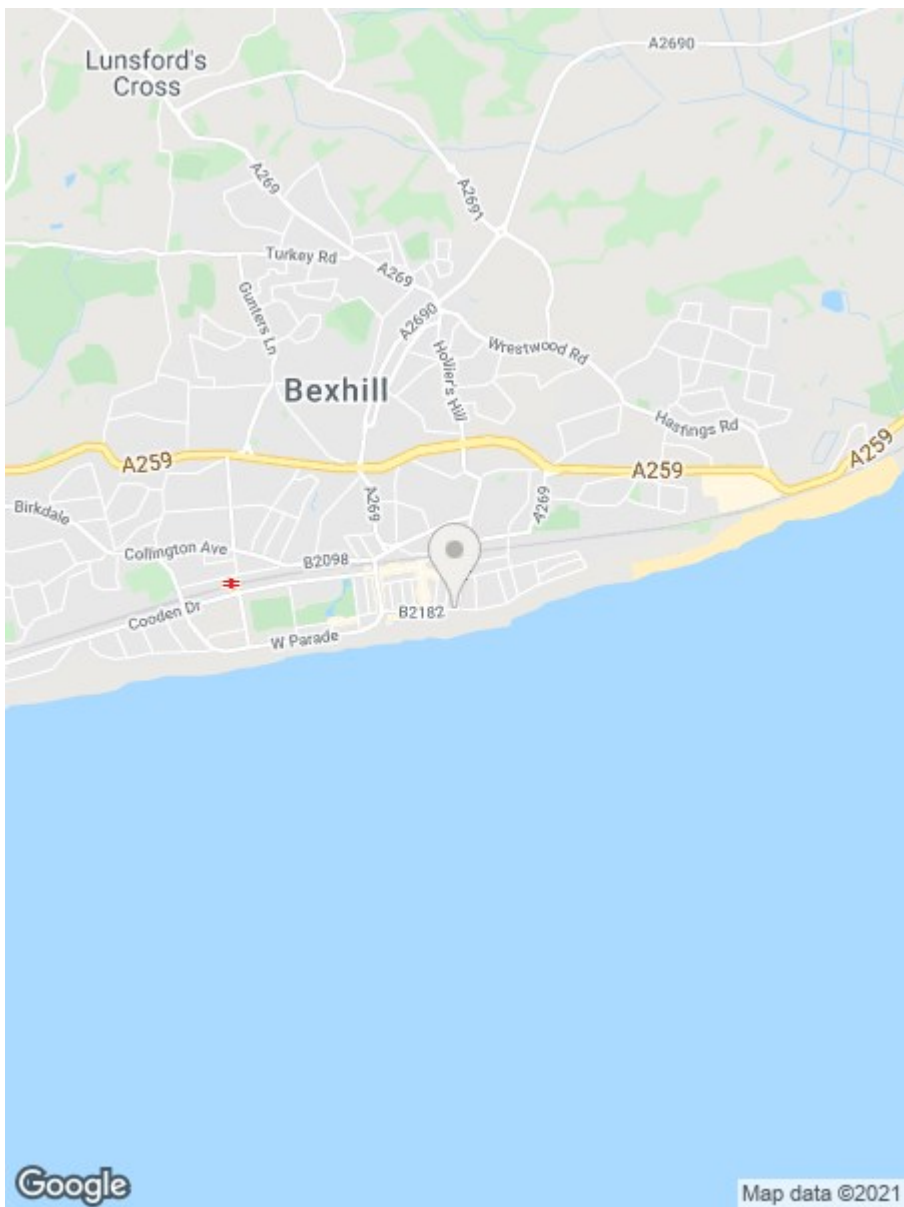 A2690
Lunsford's
Cross
A269
A2691
Turkey Rd
A269
Gunters Ln
A2690
Hollier's Hill
Wrestwood Rd
Bexhill
Hastings Rd
A259
A259
A259
A269
A269
Birkdale
Collington Ave
B2098
Cooden Dr
B2182
W Parade
Google
Map data ©2021